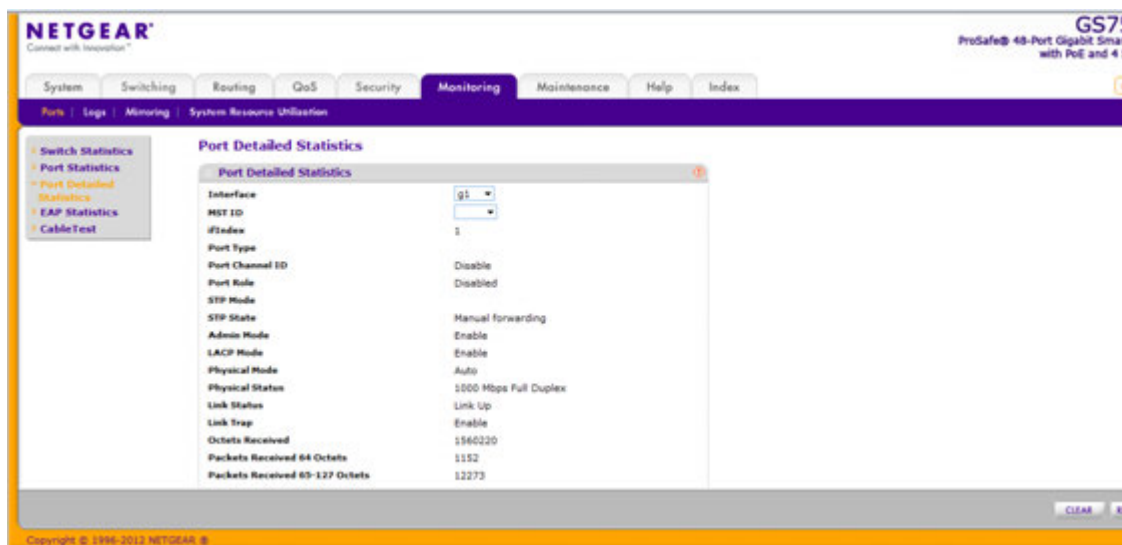 NETGEAR®
Connect with Innovation™
GS75
ProSafe® 48-Port Gigabit Smar
with PoE and 4
System Switching Routing QoS Security Monitoring Maintenance Help Index
Ports | Logs | Mirroring | System Resource Utilization
Switch Statistics
Port Statistics
Port Detailed
Statistics
EAP Statistics
CableTest
Port Detailed Statistics
Port Detailed Statistics
Interface g1
MST ID
ifIndex 1
Port Type
Port Channel ID Disable
Port Role Disabled
STP Mode
STP State Manual forwarding
Admin Mode Enable
LACP Mode Enable
Physical Mode Auto
Physical Status 1000 Mbps Full Duplex
Link Status Link Up
Link Trap Enable
Octets Received 1560220
Packets Received 64 Octets 1152
Packets Received 65-127 Octets 12273
CLEAR
Copyright © 1996-2012 NETGEAR ®